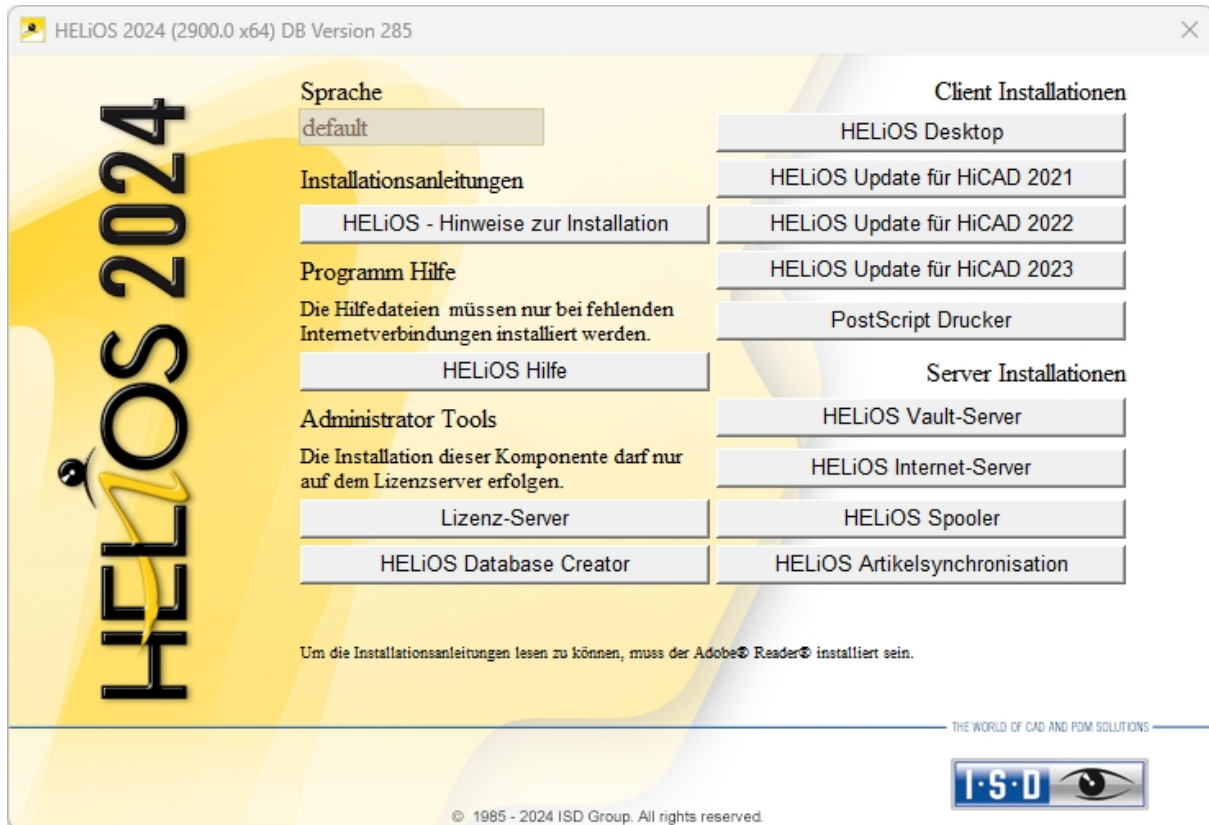 HELiOS 2024 (2900.0 x64) DB Version 285
HELiOS 2024
Sprache
default
Installationsanleitungen
HELiOS - Hinweise zur Installation
Programm Hilfe
Die Hilfedateien müssen nur bei fehlenden
Internetverbindungen installiert werden.
HELiOS Hilfe
Administrator Tools
Die Installation dieser Komponente darf nur
auf dem Lizenzserver erfolgen.
Lizenz-Server
HELiOS Database Creator
Client Installationen
HELiOS Desktop
HELiOS Update für HiCAD 2021
HELiOS Update für HiCAD 2022
HELiOS Update für HiCAD 2023
PostScript Drucker
Server Installationen
HELiOS Vault-Server
HELiOS Internet-Server
HELiOS Spooler
HELiOS Artikelsynchronisation
Um die Installationsanleitungen lesen zu können, muss der Adobe® Reader® installiert sein.
THE WORLD OF CAD AND PDM SOLUTIONS
I·S·D
© 1985 - 2024 ISD Group. All rights reserved.